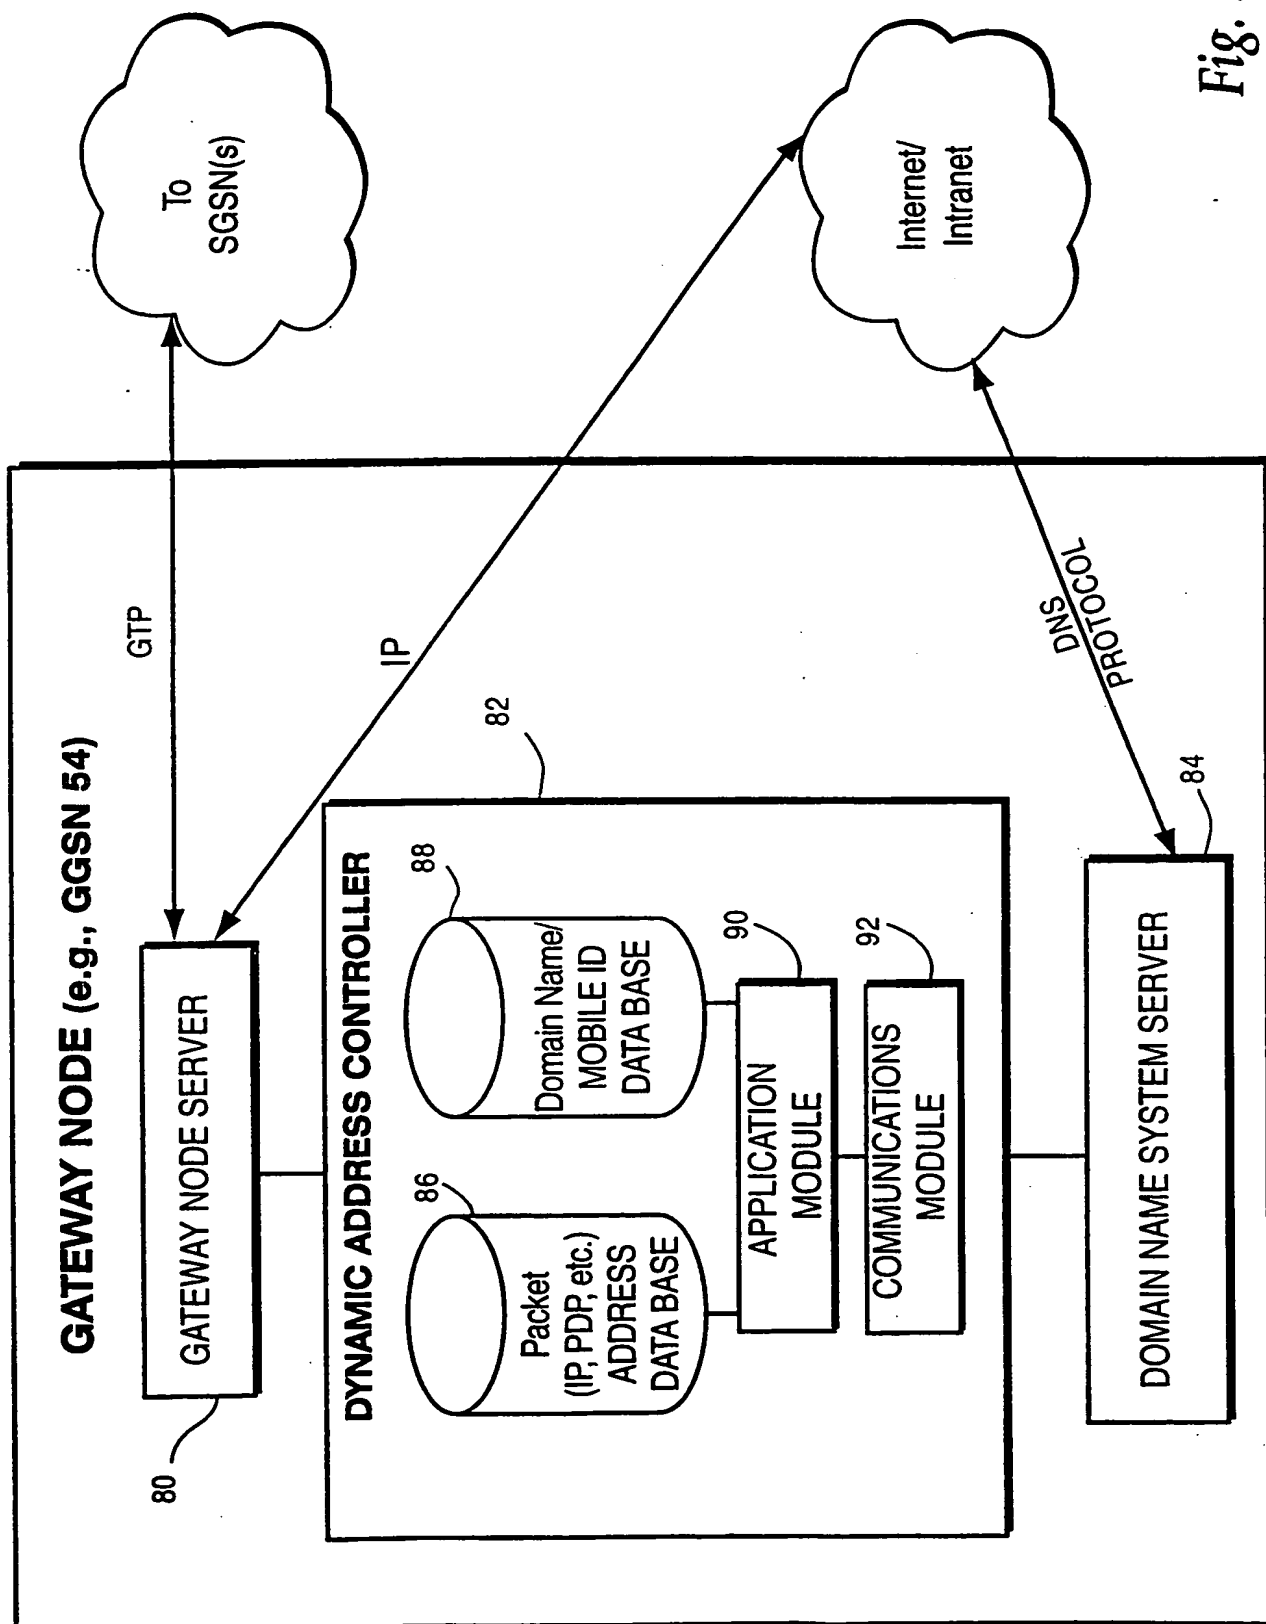 GATEWAY NODE (e.g., GGSN 54)
80
GATEWAY NODE SERVER
GTP
To
SGSN(s)
IP
82
DYNAMIC ADDRESS CONTROLLER
86
Packet
(IP, PDP, etc.)
ADDRESS
DATA BASE
88
Domain Name/
MOBILE ID
DATA BASE
90
APPLICATION
MODULE
92
COMMUNICATIONS
MODULE
Internet/
Intranet
DNS
PROTOCOL
84
DOMAIN NAME SYSTEM SERVER
Fig.